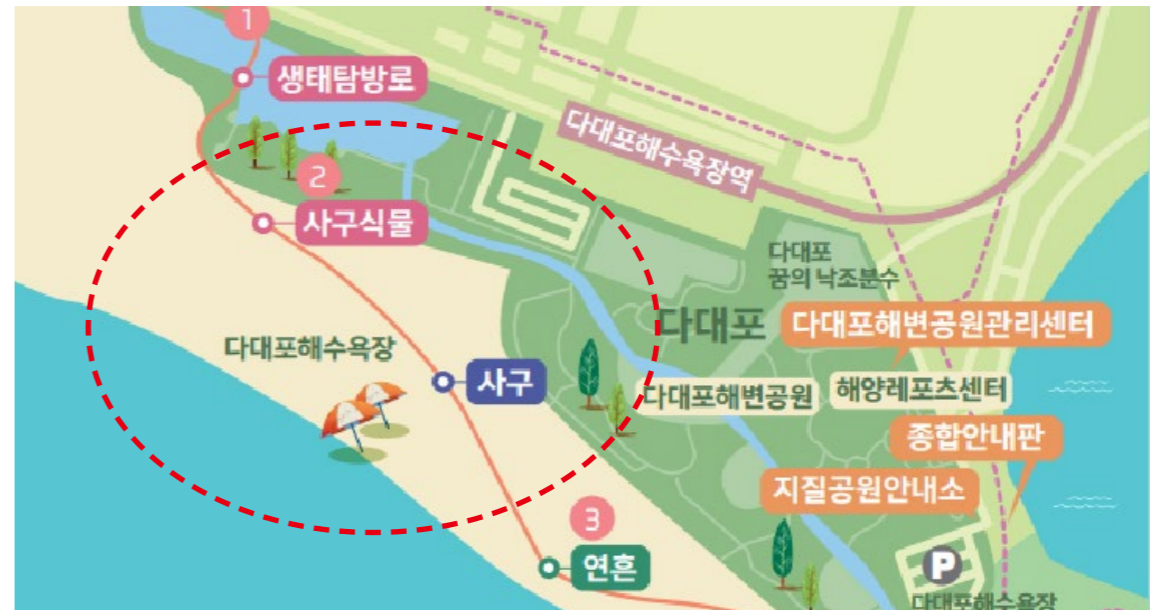 1
생태탐방로
다대포해수욕장역
2
사구식물
다대포
꿈의 낙조분수
다대포
다대포해변공원관리센터
다대포해수욕장
사구
다대포해변공원
해양레포츠센터
종합안내판
지질공원안내소
3
연흔
P
다대포해수욕장